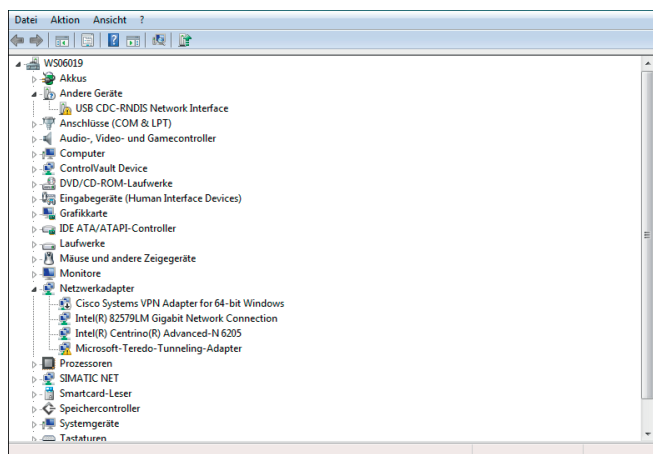 Datei Aktion Ansicht ?
WS06019
Akkus
Andere Geräte
USB CDC-RNDIS Network Interface
Anschlüsse (COM & LPT)
Audio-, Video- und Gamecontroller
Computer
ControlVault Device
DVD/CD-ROM-Laufwerke
Eingabegeräte (Human Interface Devices)
Grafikkarte
IDE ATA/ATAPI-Controller
Laufwerke
Mäuse und andere Zeigegeräte
Monitore
Netzwerkadapter
Cisco Systems VPN Adapter for 64-bit Windows
Intel(R) 82579LM Gigabit Network Connection
Intel(R) Centrino(R) Advanced-N 6205
Microsoft-Teredo-Tunneling-Adapter
Prozessoren
SIMATIC NET
Smartcard-Leser
Speichercontroller
Systemgeräte
Tastaturen